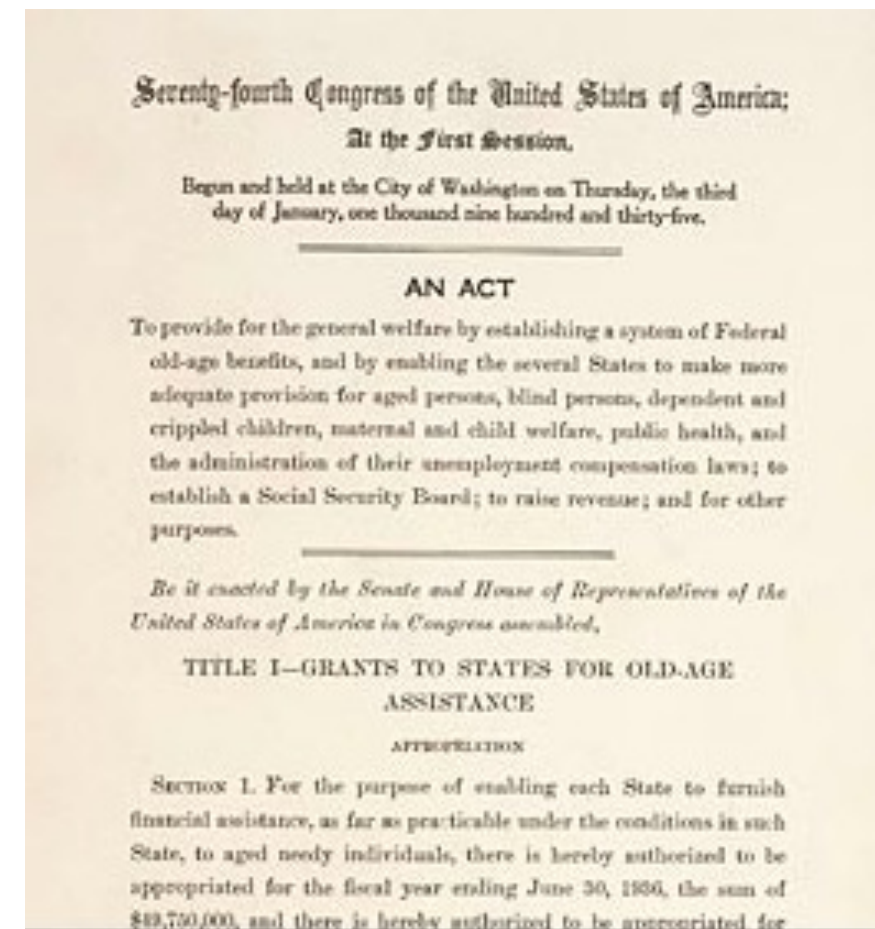 Seventy-fourth Congress of the United States of America;
At the First Session,
Begun and held at the City of Washington on Thursday, the third
day of January, one thousand nine hundred and thirty-five.
AN ACT
To provide for the general welfare by establishing a system of Federal
old-age benefits, and by enabling the several States to make more
adequate provision for aged persons, blind persons, dependent and
crippled children, maternal and child welfare, public health, and
the administration of their unemployment compensation laws; to
establish a Social Security Board; to raise revenue; and for other
purposes.
Be it enacted by the Senate and House of Representatives of the
United States of America in Congress assembled,
TITLE I—GRANTS TO STATES FOR OLD-AGE
ASSISTANCE
APPROPRIATION
SECTION 1. For the purpose of enabling each State to furnish
financial assistance, as far as practicable under the conditions in such
State, to aged needy individuals, there is hereby authorized to be
appropriated for the fiscal year ending June 30, 1936, the sum of
$49,750,000, and there is hereby authorized to be appropriated for